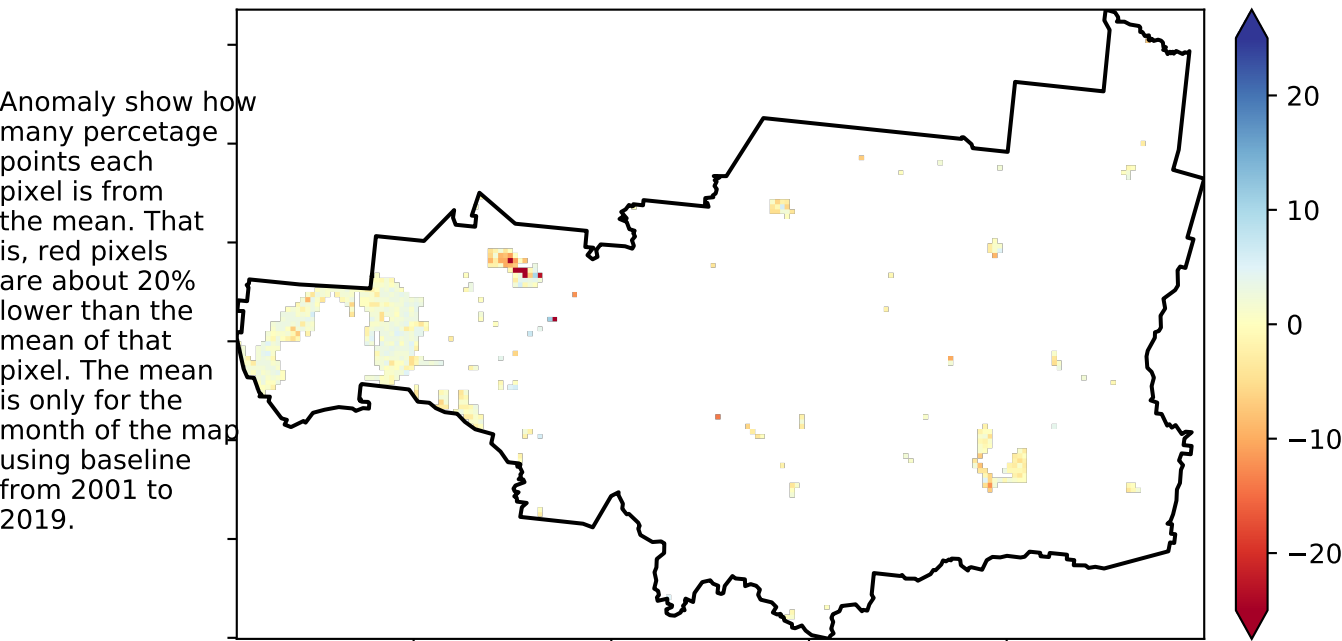 Anomaly show how
many percetage
points each
pixel is from
the mean. That
is, red pixels
are about 20%
lower than the
mean of that
pixel. The mean
is only for the
month of the map
using baseline
from 2001 to
2019.
20
10
0
−10
−20